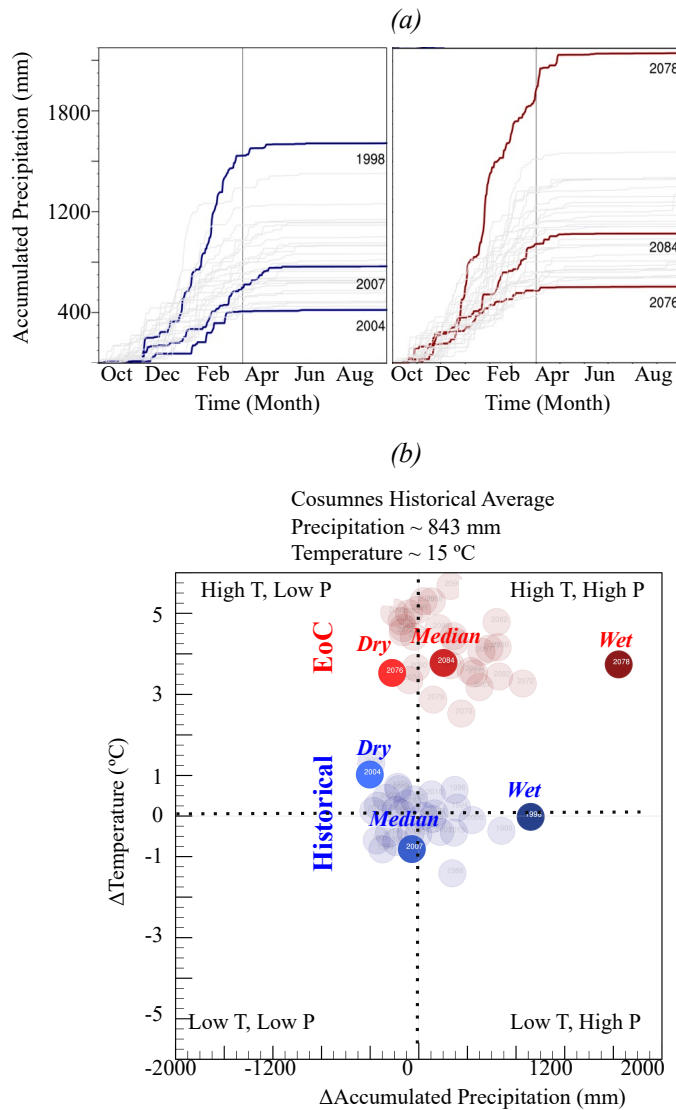 (a)
Accumulated Precipitation (mm)
1800
1200
400
1998
2007
2004
2078
2084
2076
Oct Dec Feb Apr Jun Aug
Oct Dec Feb Apr Jun Aug
Time (Month)
Time (Month)
(b)
Cosumnes Historical Average
Precipitation ~ 843 mm
Temperature ~ 15 ºC
High T, Low P
High T, High P
EoC
Dry
Median
Wet
2076
2084
2078
Historical
Dry
Median
Wet
2004
2007
1998
Low T, Low P
Low T, High P
ΔTemperature (ºC)
5
3
1
0
-1
-3
-5
-2000 -1200 0 1200 2000
ΔAccumulated Precipitation (mm)